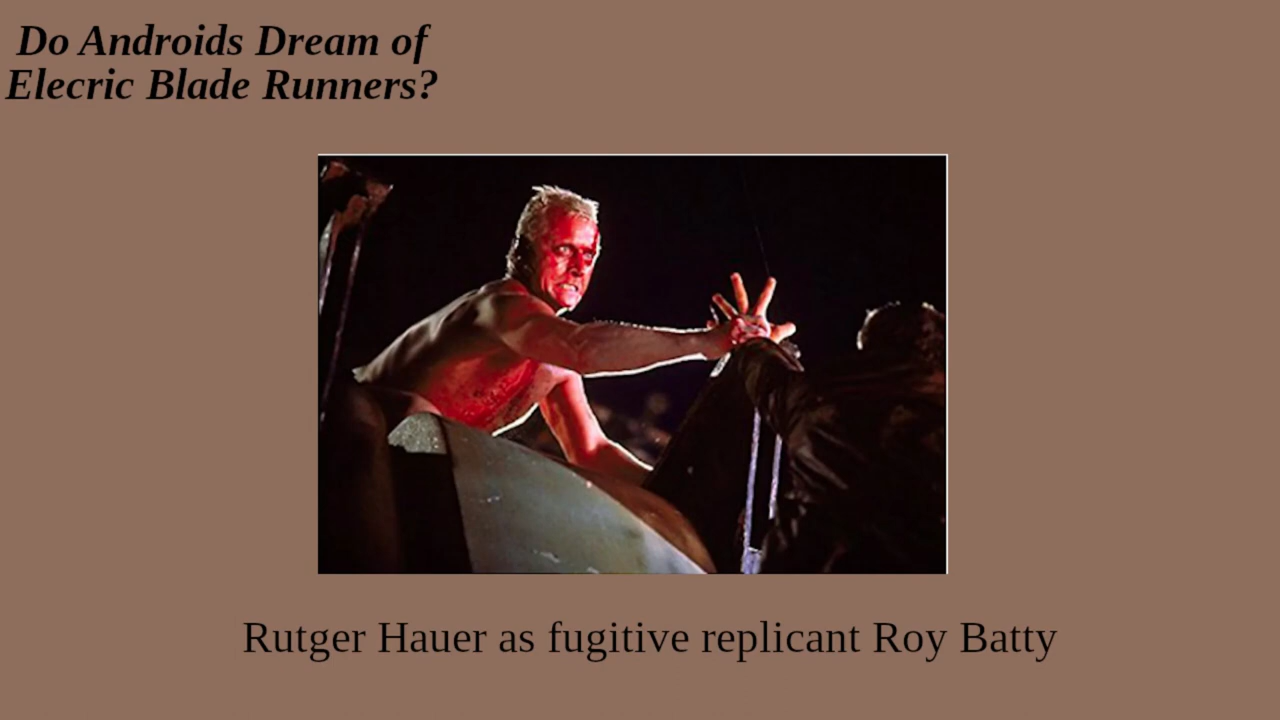 Do Androids Dream of
Elecric Blade Runners?
Rutger Hauer as fugitive replicant Roy Batty